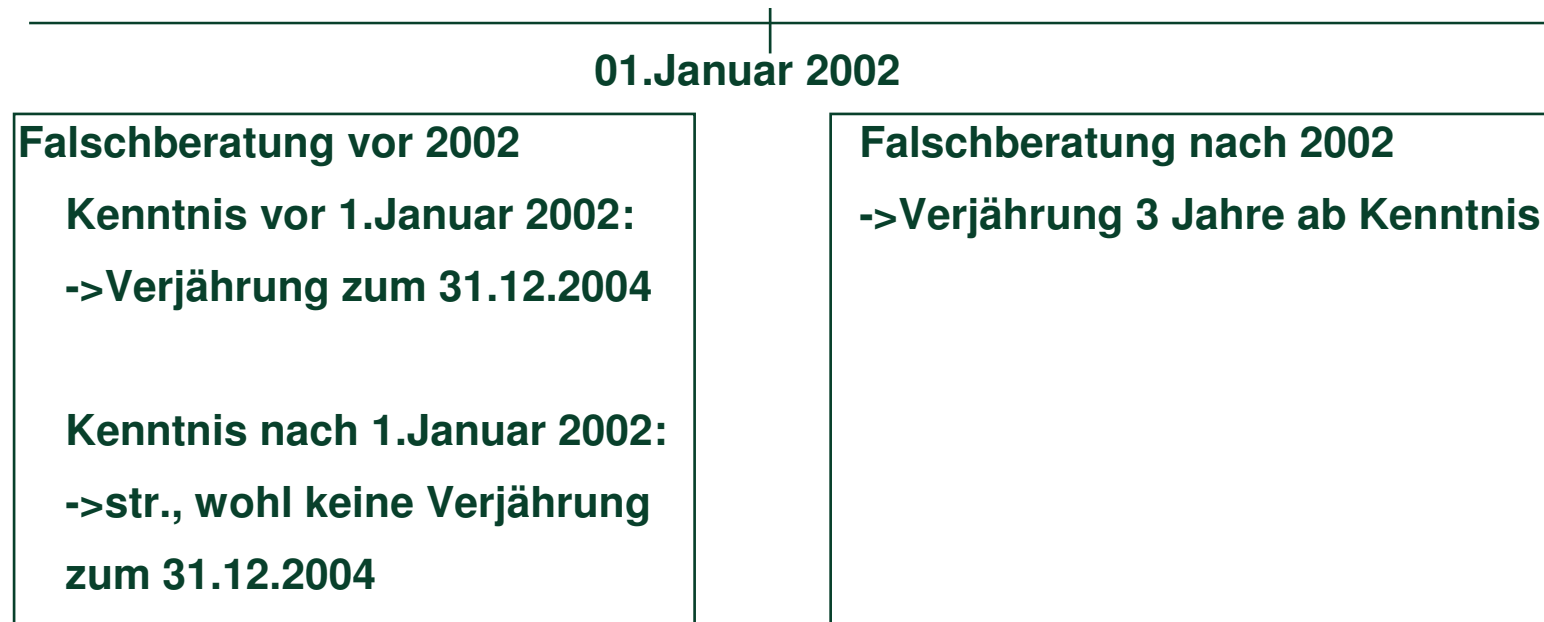 01.Januar 2002
Falschberatung vor 2002
Kenntnis vor 1.Januar 2002:
->Verjährung zum 31.12.2004
Kenntnis nach 1.Januar 2002:
->str., wohl keine Verjährung
zum 31.12.2004
Falschberatung nach 2002
->Verjährung 3 Jahre ab Kenntnis